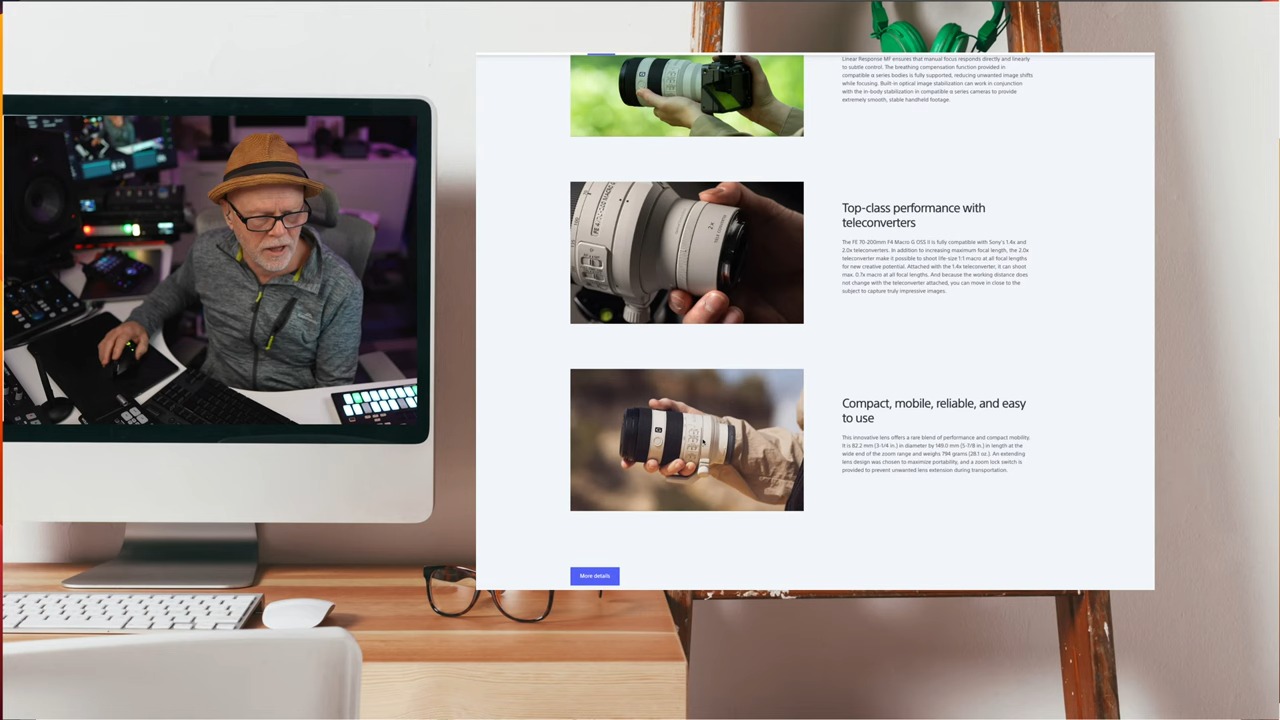 Linear Response MF ensures that manual focus responds directly and linearly
to subtle control. The breathing compensation function provided in
compatible α series bodies is fully supported, reducing unwanted image shifts
while focusing. Built-in optical image stabilization can work in conjunction
with the in-body stabilization in compatible α series cameras to provide
extremely smooth, stable handheld footage.
Top-class performance with
teleconverters
The FE 70-200mm F4 Macro G OSS II is fully compatible with Sony's 1.4x and
2.0x teleconverters. In addition to increasing maximum focal length, the 2.0x
teleconverter make it possible to shoot life-size 1:1 macro at all focal lengths
for new creative potential. Attached with the 1.4x teleconverter, it can shoot
max. 0.7x macro at all focal lengths. And because the working distance does
not change with the teleconverter attached, you can move in close to the
subject to capture truly impressive images.
2x
Compact, mobile, reliable, and easy
to use
This innovative lens offers a rare blend of performance and compact mobility.
It is 82.2 mm (3-1/4 in.) in diameter by 149.0 mm (5-7/8 in.) in length at the
wide end of the zoom range and weighs 794 grams (28.1 oz.). An extending
lens design was chosen to maximize portability, and a zoom lock switch is
provided to prevent unwanted lens extension during transportation.
More details